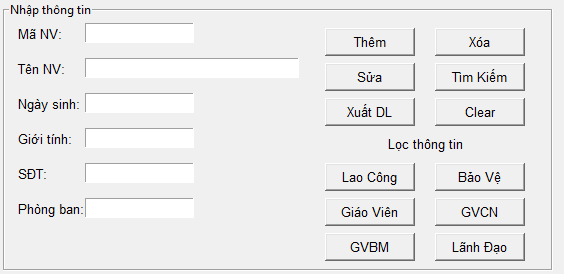 Nhập thông tin
Mã NV:
Tên NV:
Ngày sinh:
Giới tính:
SĐT:
Phòng ban:
Thêm Xóa
Sửa Tìm Kiếm
Xuất DL Clear
Lọc thông tin
Lao Công Bảo Vệ
Giáo Viên GVCN
GVBM Lãnh Đạo